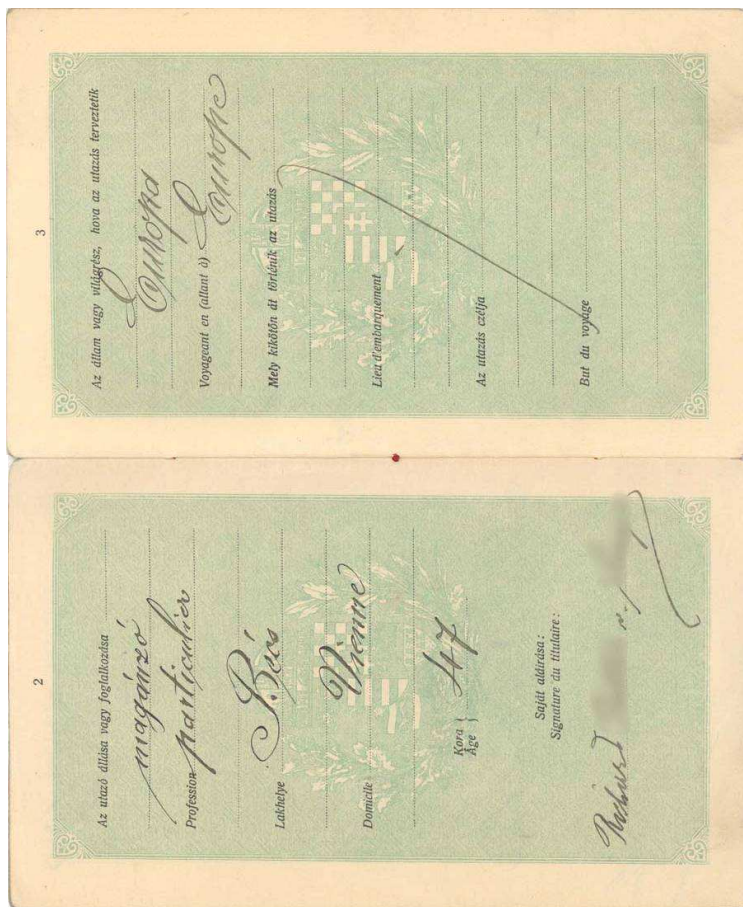 2
Az utazó állása vagy foglalkozása
magánzó
Profession particulier
Lakhelye
Bécs
Domicile
Vienne
Kora
Age
47
Saját aláírása:
Signature du titulaire:
3
Az állam vagy világrész, hova az utazás terveztetik
Európa
Voyageant en (allant à) Europe
Mely kikötőn át történik az utazás
Lieu d'embarquement
Az utazás czélja
But du voyage